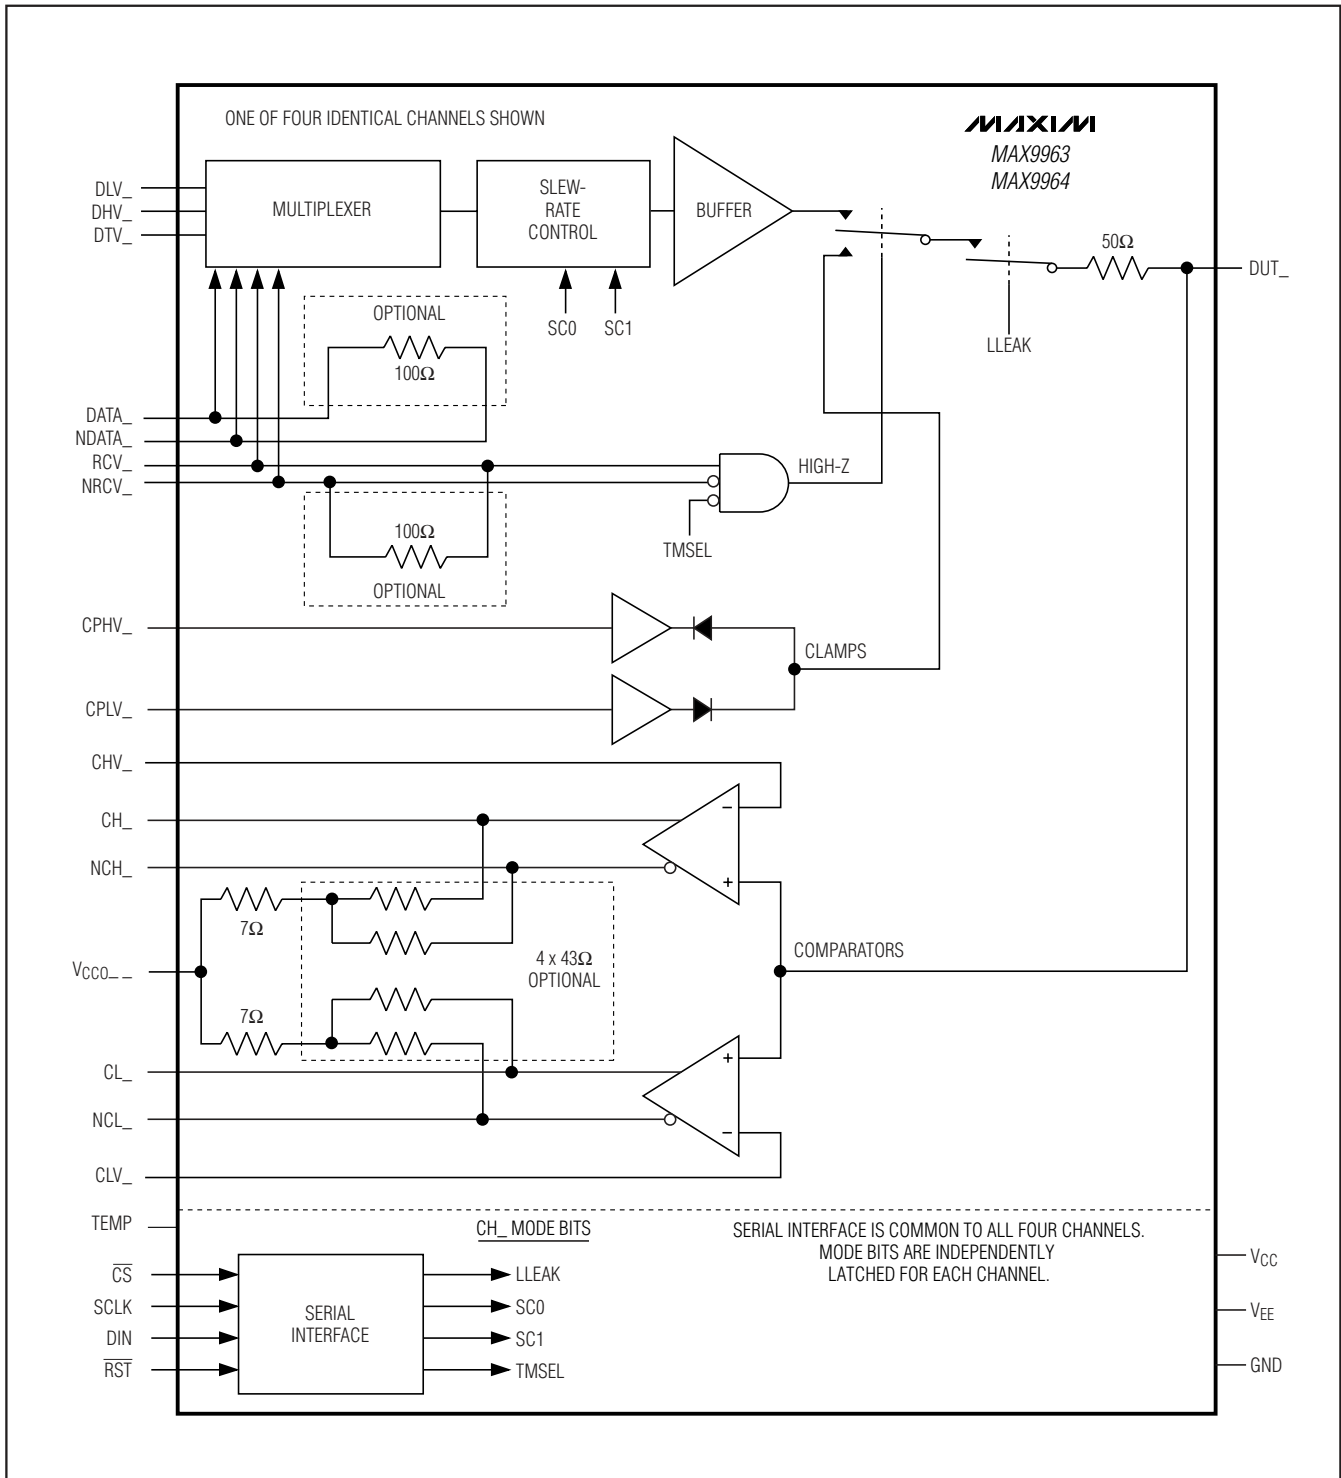 ONE OF FOUR IDENTICAL CHANNELS SHOWN
MAXIM
MAX9963
MAX9964
DLV_
DHV_
DTV_
MULTIPLEXER
SLEW-
RATE
CONTROL
BUFFER
50Ω
DUT_
SC0
SC1
LLEAK
OPTIONAL
100Ω
DATA_
NDATA_
RCV_
NRCV_
HIGH-Z
TMSEL
100Ω
OPTIONAL
CPHV_
CLAMPS
CPLV_
CHV_
CH_
−
NCH_
+
7Ω
COMPARATORS
4 x 43Ω
OPTIONAL
VCCO_ _
7Ω
CL_
+
NCL_
−
CLV_
TEMP
CH_ MODE BITS
SERIAL INTERFACE IS COMMON TO ALL FOUR CHANNELS.
MODE BITS ARE INDEPENDENTLY
LATCHED FOR EACH CHANNEL.
C̅S̅
SCLK
DIN
R̅S̅T̅
SERIAL
INTERFACE
LLEAK
SC0
SC1
TMSEL
VCC
VEE
GND